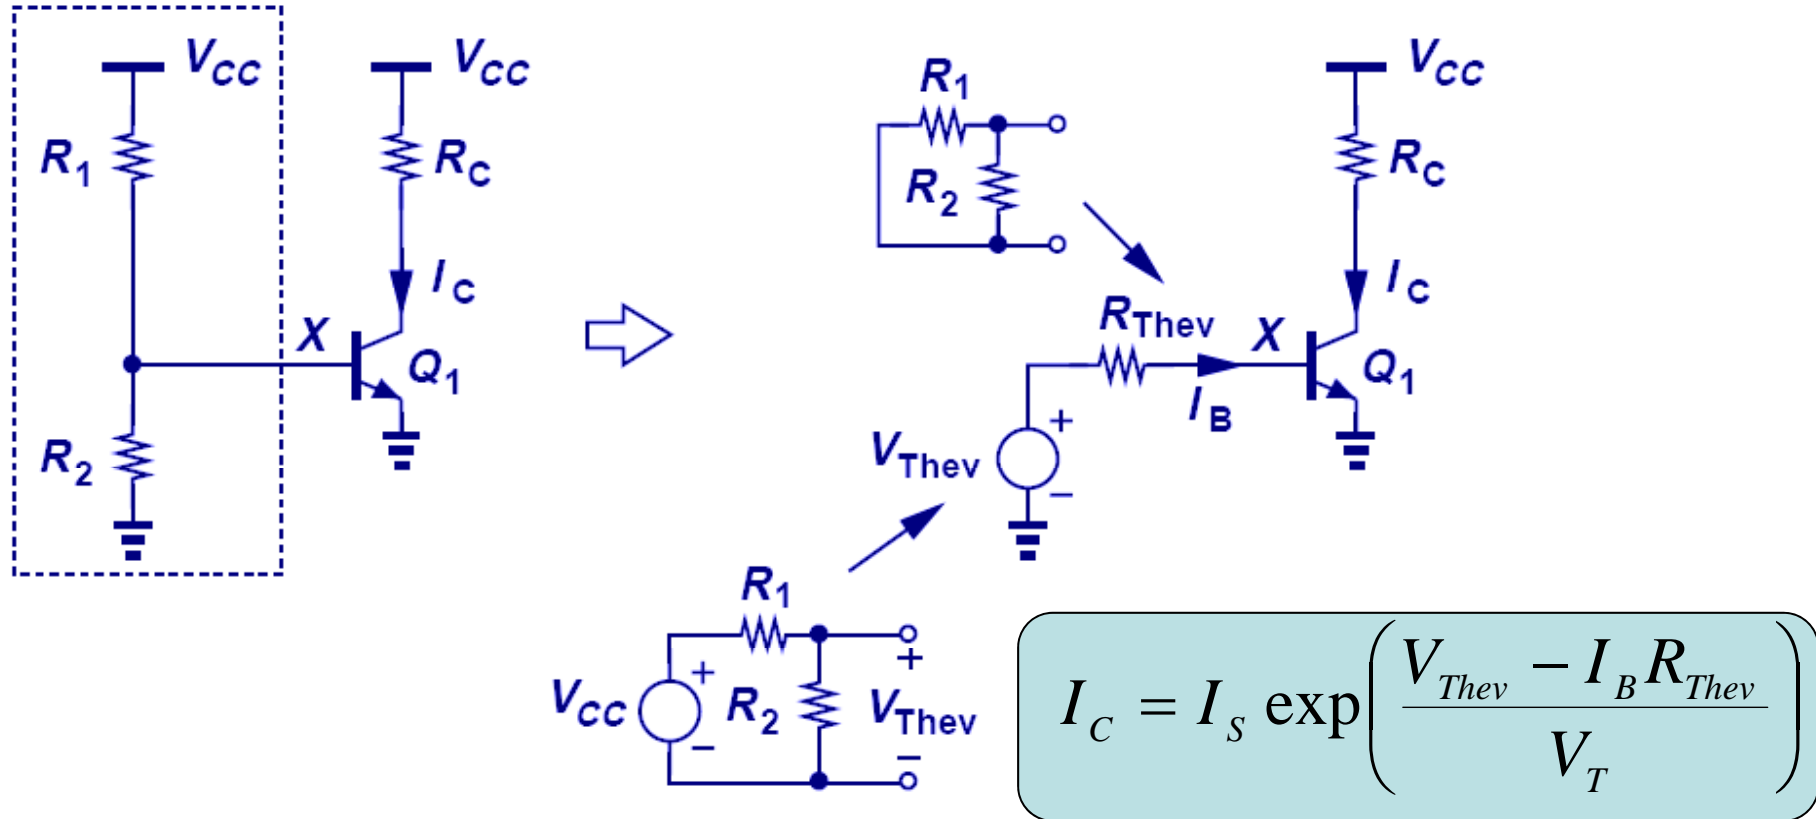 V_CC
R_1
R_2
X
V_CC
R_C
I_C
Q_1
R_1
R_2
V_CC
R_C
I_C
R_Thev
X
I_B
Q_1
V_Thev
+
−
R_1
V_CC
+
−
R_2
+
V_Thev
−
I_C = I_S exp( (V_Thev − I_B R_Thev) / V_T )